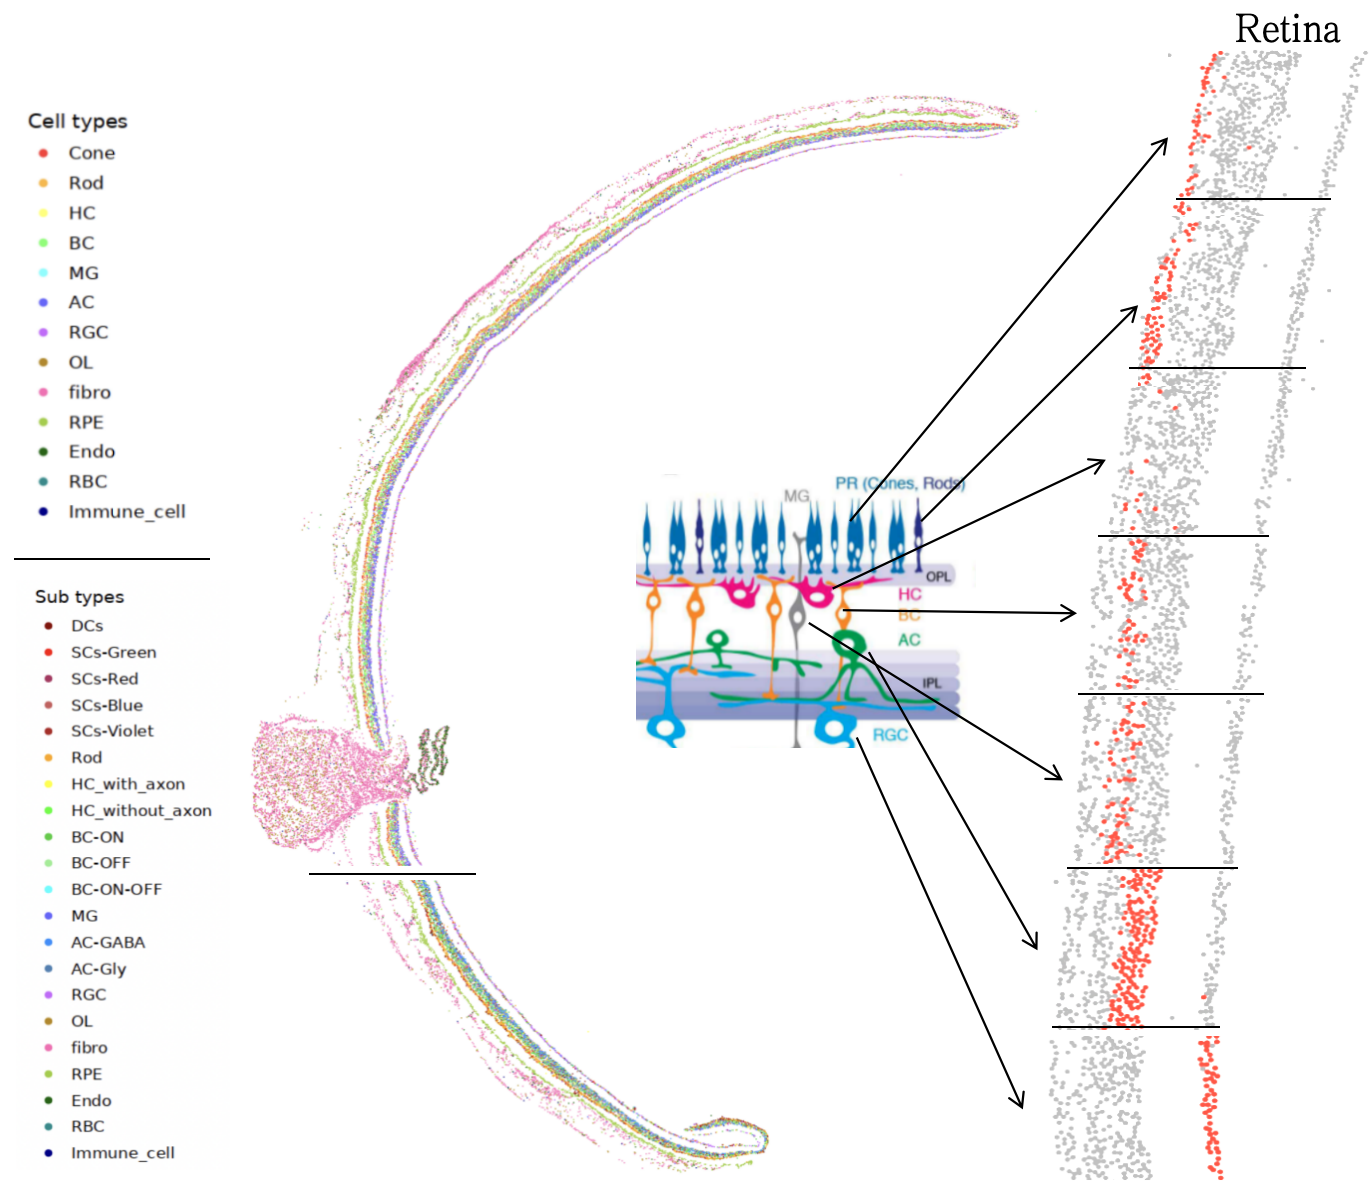 Retina
Cell types
Cone
Rod
HC
BC
MG
AC
RGC
OL
fibro
RPE
Endo
RBC
Immune_cell
Sub types
DCs
SCs-Green
SCs-Red
SCs-Blue
SCs-Violet
Rod
HC_with_axon
HC_without_axon
BC-ON
BC-OFF
BC-ON-OFF
MG
AC-GABA
AC-Gly
RGC
OL
fibro
RPE
Endo
RBC
Immune_cell
PR (Cones, Rods)
MG
OPL
HC
BC
AC
IPL
RGC